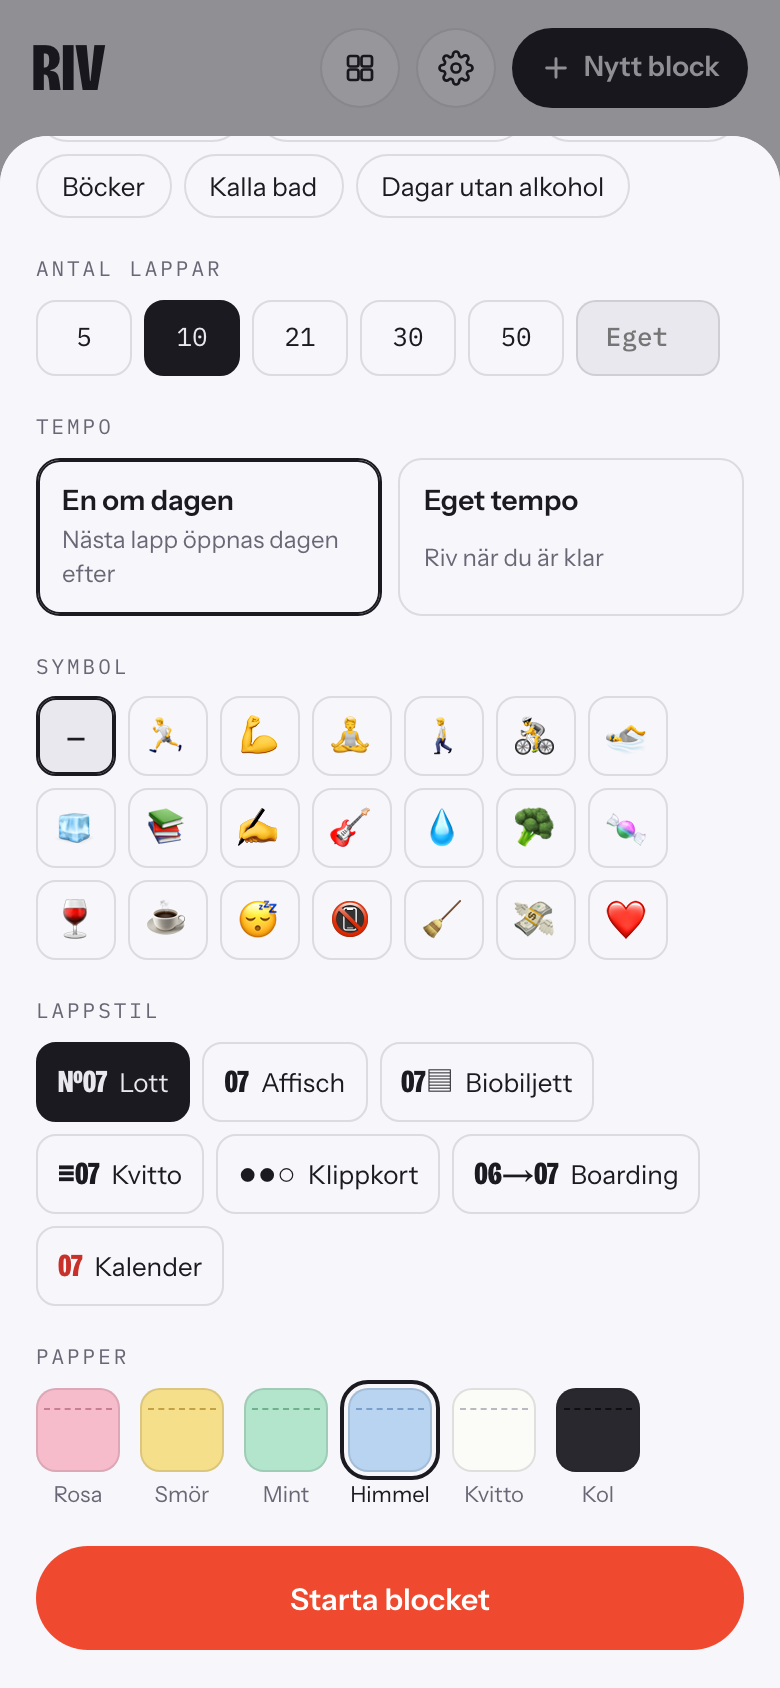 RIV
Nytt block
Böcker
Kalla bad
Dagar utan alkohol
ANTAL LAPPAR
5
10
21
30
50
Eget
TEMPO
En om dagen
Nästa lapp öppnas dagen
efter
Eget tempo
Riv när du är klar
SYMBOL
–
LAPPSTIL
Nº07 Lott
07 Affisch
07 Biobiljett
≡07 Kvitto
●●○ Klippkort
06→07 Boarding
07 Kalender
PAPPER
Rosa
Smör
Mint
Himmel
Kvitto
Kol
Starta blocket